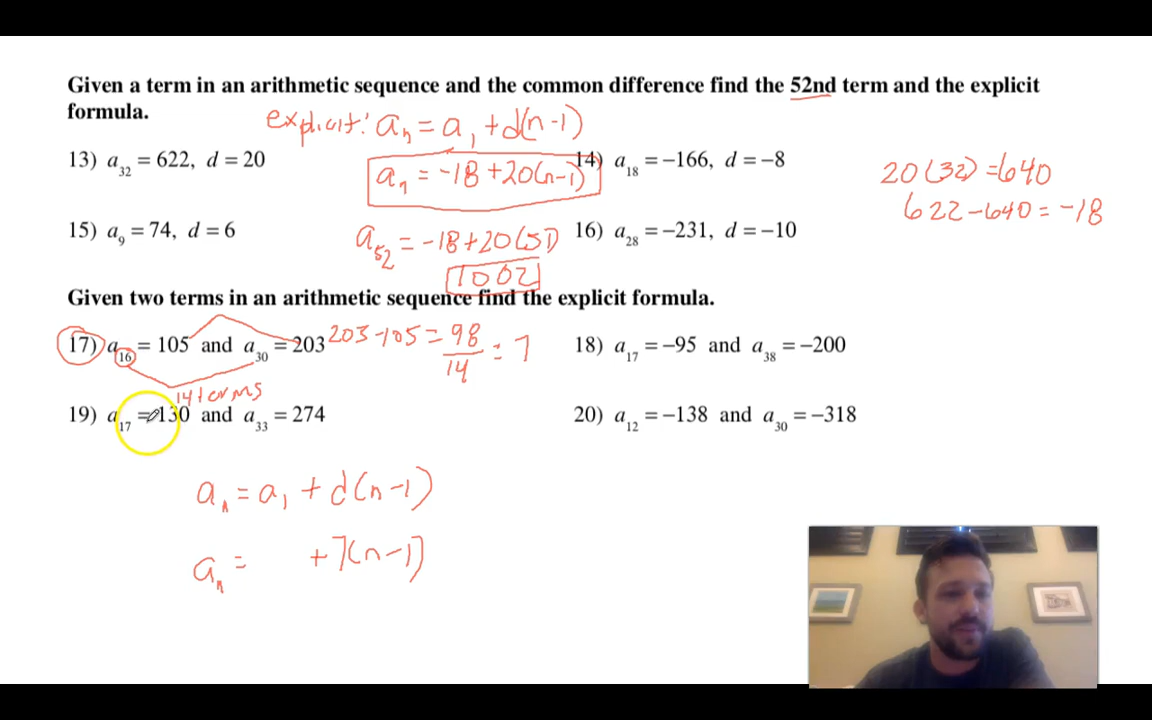 Given a term in an arithmetic sequence and the common difference find the 52nd term and the explicit
formula.
explicit: aₙ = a₁ + d(n-1)
13) a₃₂ = 622, d = 20
14) a₁₈ = −166, d = −8
aₙ = -18 + 20(n-1)
20(32) = 640
622 - 640 = -18
15) a₉ = 74, d = 6
16) a₂₈ = −231, d = −10
a₅₂ = -18 + 20(51)
1002
Given two terms in an arithmetic sequence find the explicit formula.
17) a₁₆ = 105 and a₃₀ = 203
203 - 105 = 98
14
= 7
18) a₁₇ = −95 and a₃₈ = −200
14 terms
19) a₁₇ = 130 and a₃₃ = 274
20) a₁₂ = −138 and a₃₀ = −318
aₙ = a₁ + d(n-1)
aₙ = + 7(n-1)